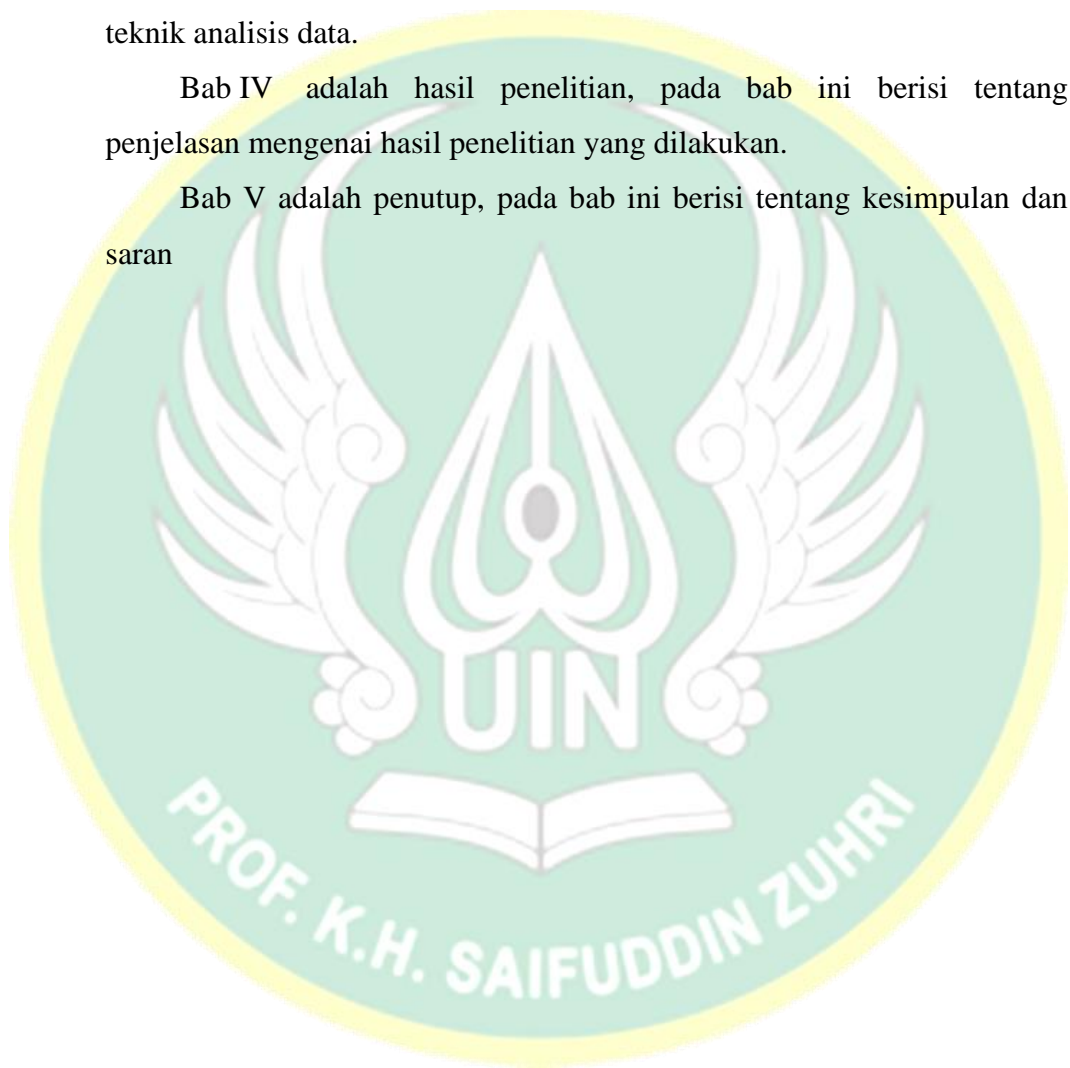 teknik analisis data.
Bab IV adalah hasil penelitian, pada bab ini berisi tentang
penjelasan mengenai hasil penelitian yang dilakukan.
Bab V adalah penutup, pada bab ini berisi tentang kesimpulan dan
saran
UIN
PROF. K.H. SAIFUDDIN ZUHRI